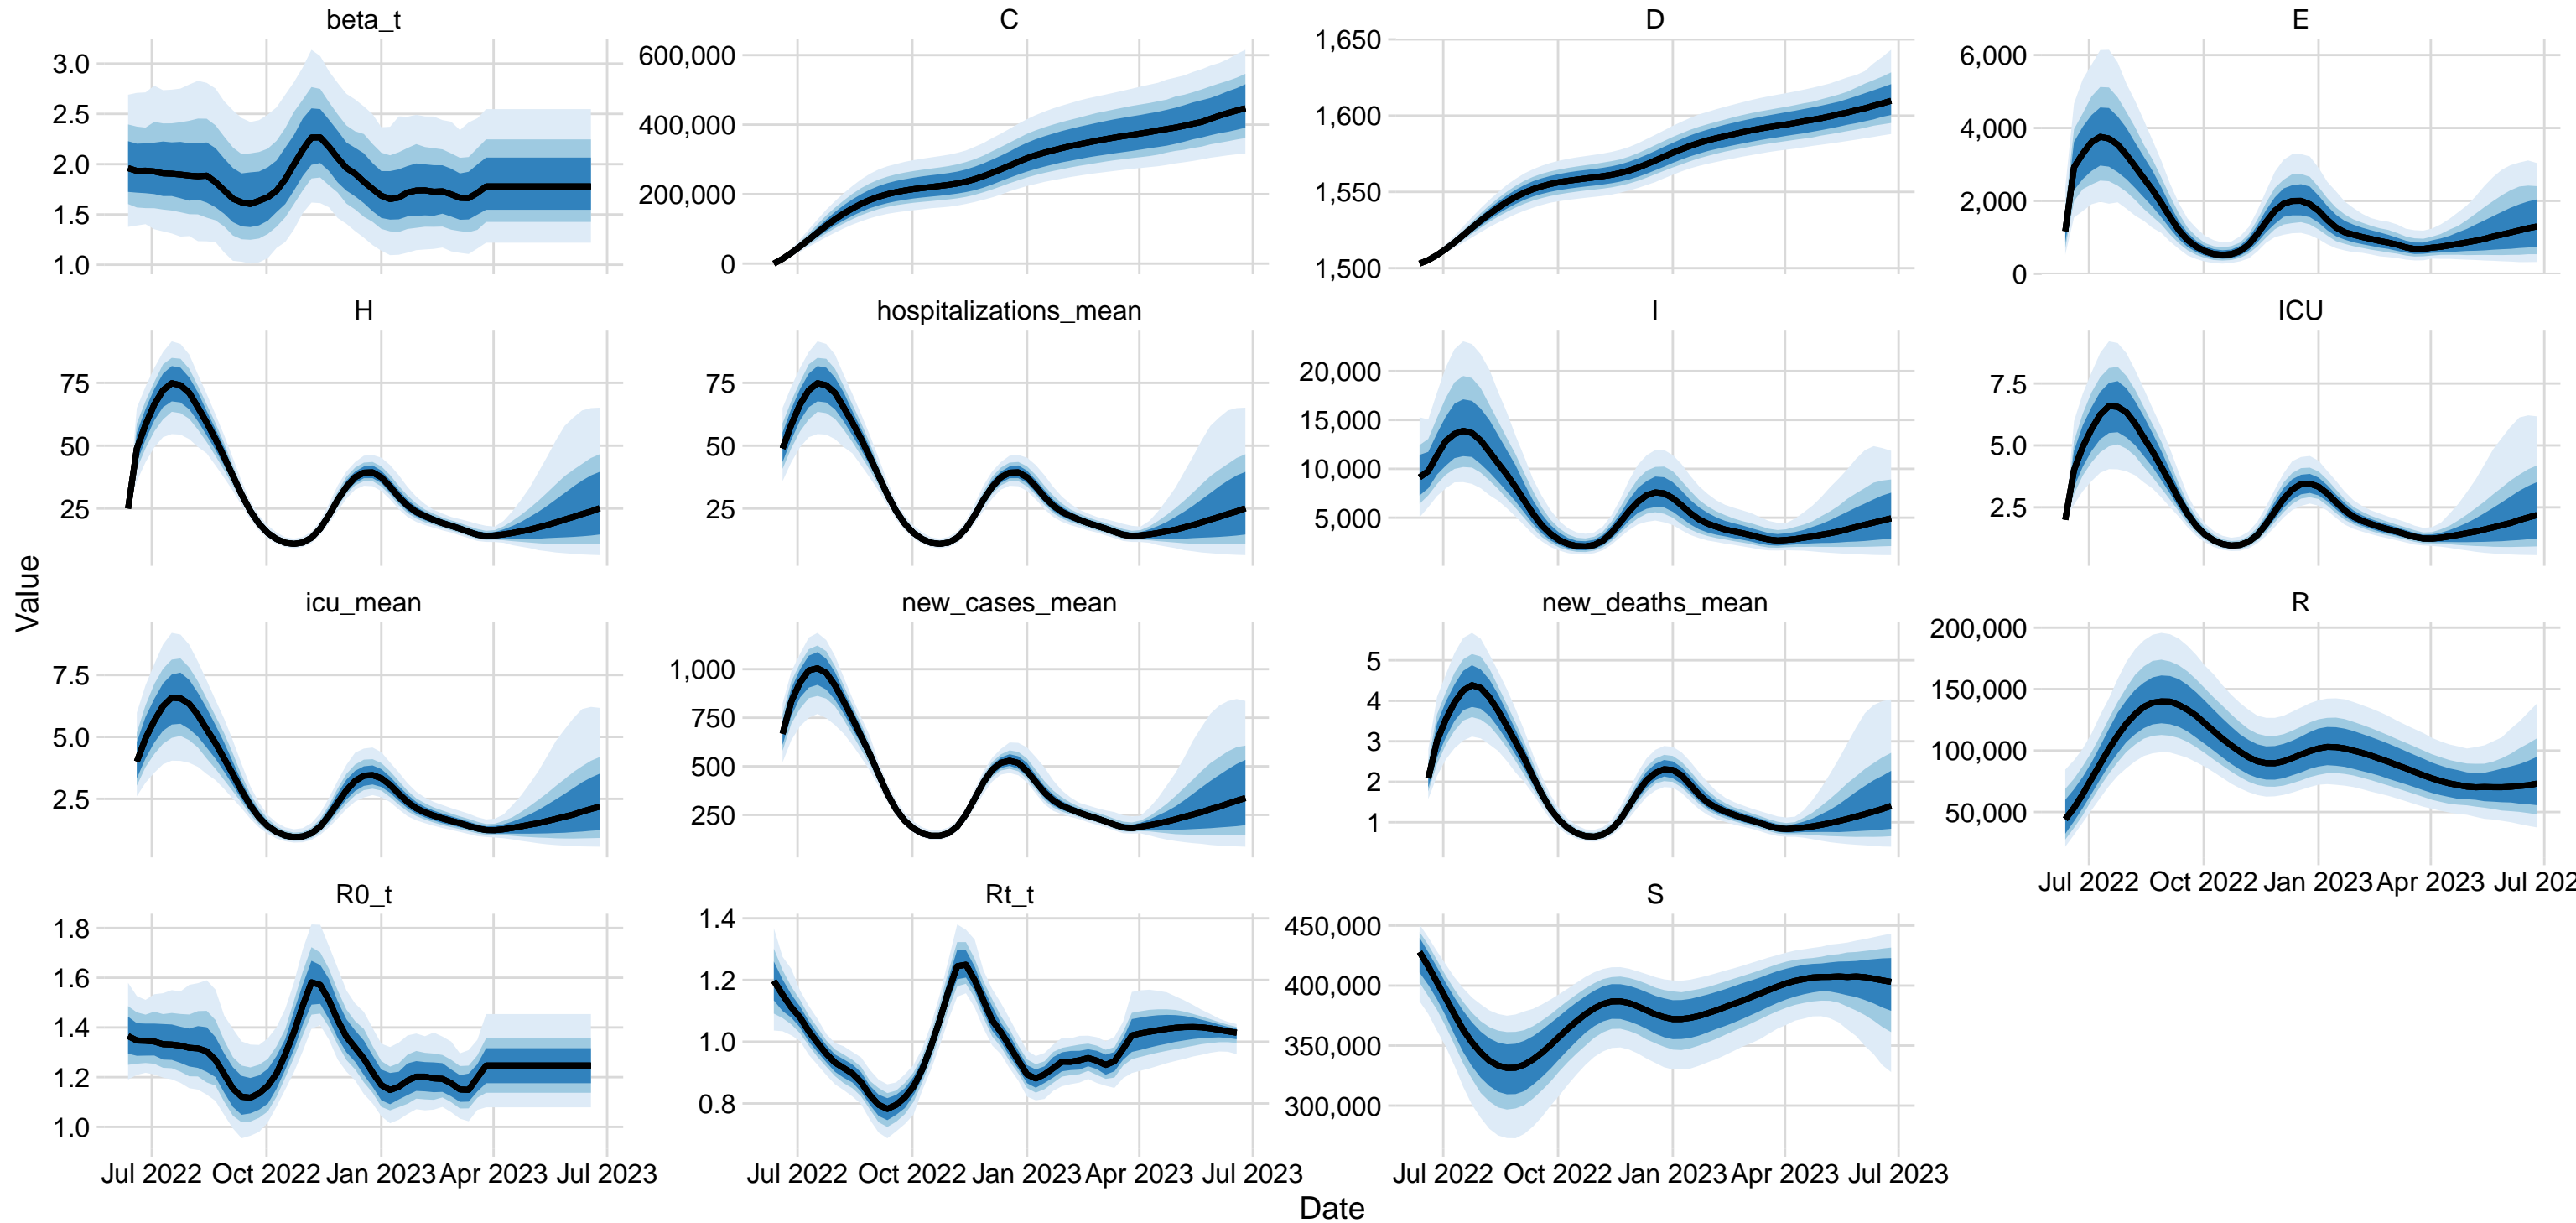 beta_t
C
D
E
3.0
2.5
2.0
1.5
1.0
600,000
400,000
200,000
0
1,650
1,600
1,550
1,500
6,000
4,000
2,000
0
H
hospitalizations_mean
I
ICU
75
50
25
75
50
25
20,000
15,000
10,000
5,000
7.5
5.0
2.5
Value
icu_mean
new_cases_mean
new_deaths_mean
R
7.5
5.0
2.5
1,000
750
500
250
5
4
3
2
1
200,000
150,000
100,000
50,000
Jul 2022 Oct 2022 Jan 2023 Apr 2023 Jul 202
R0_t
Rt_t
S
1.8
1.6
1.4
1.2
1.0
1.4
1.2
1.0
0.8
450,000
400,000
350,000
300,000
Jul 2022 Oct 2022 Jan 2023 Apr 2023 Jul 2023
Jul 2022 Oct 2022 Jan 2023 Apr 2023 Jul 2023
Jul 2022 Oct 2022 Jan 2023 Apr 2023 Jul 2023
Date